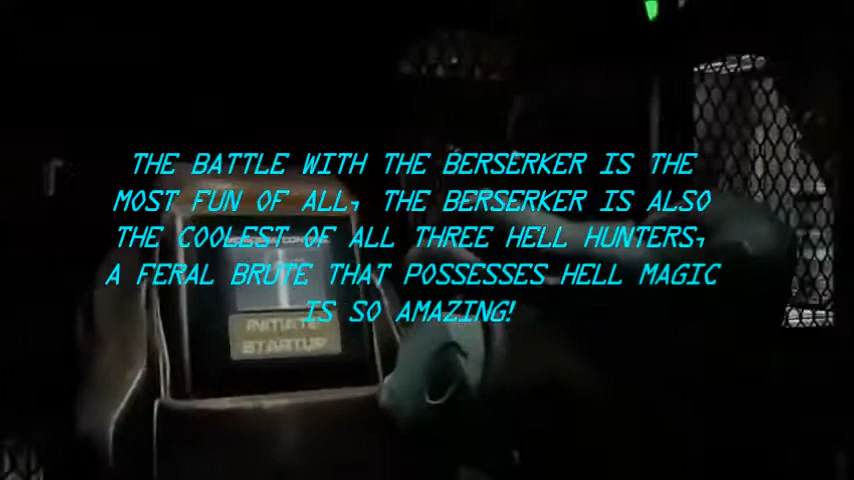 THE BATTLE WITH THE BERSERKER IS THE
MOST FUN OF ALL, THE BERSERKER IS ALSO
THE COOLEST OF ALL THREE HELL HUNTERS,
A FERAL BRUTE THAT POSSESSES HELL MAGIC
IS SO AMAZING!
INITIATE
STARTUP